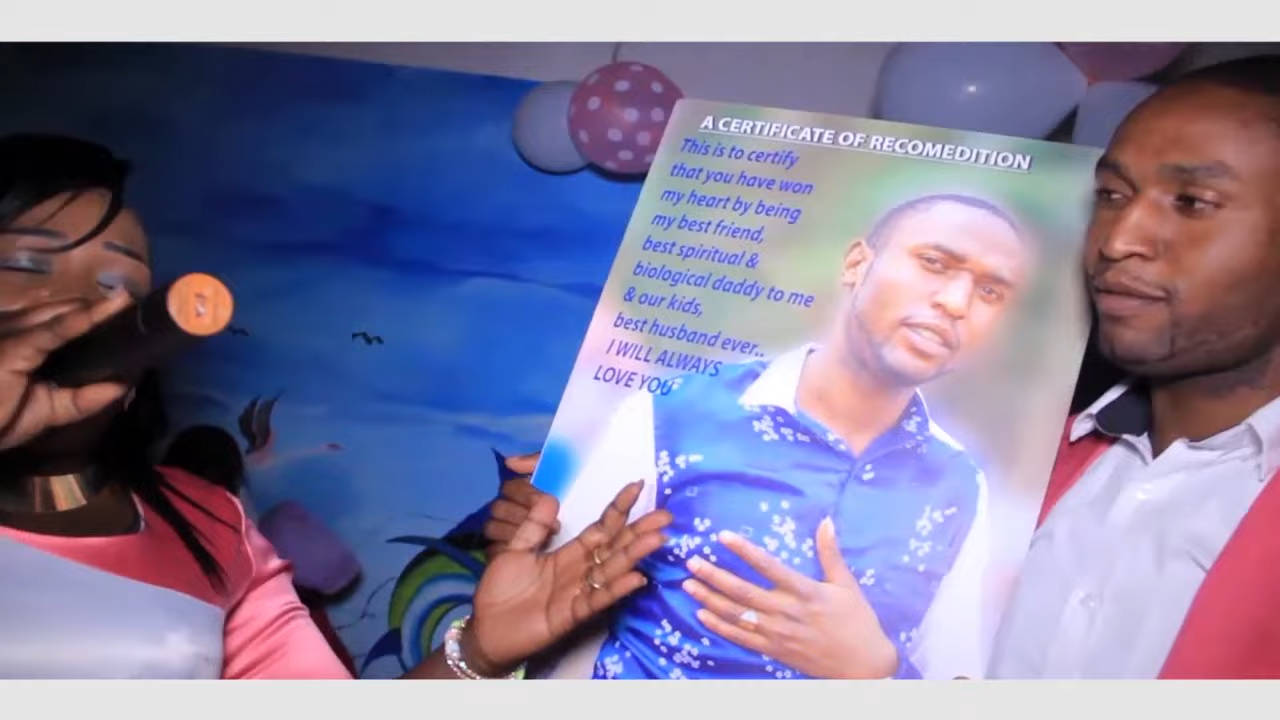 A CERTIFICATE OF RECOMEDITION
This is to certify
that you have won
my heart by being
my best friend,
best spiritual &
biological daddy to me
& our kids,
best husband ever..
I WILL ALWAYS
LOVE YOU